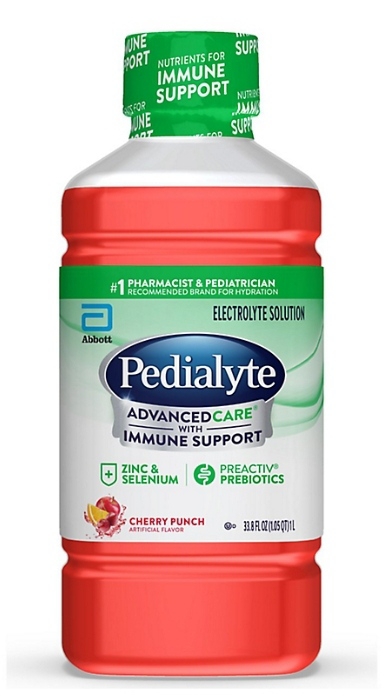 NUTRIENTS FOR
IMMUNE
SUPPORT
#1 PHARMACIST & PEDIATRICIAN
RECOMMENDED BRAND FOR HYDRATION
Abbott
ELECTROLYTE SOLUTION
Pedialyte®
ADVANCEDCARE®
WITH
IMMUNE SUPPORT
ZINC &
SELENIUM
PREACTIV®
PREBIOTICS
CHERRY PUNCH
ARTIFICIAL FLAVOR
33.8 FL OZ (1.05 QT) 1 L